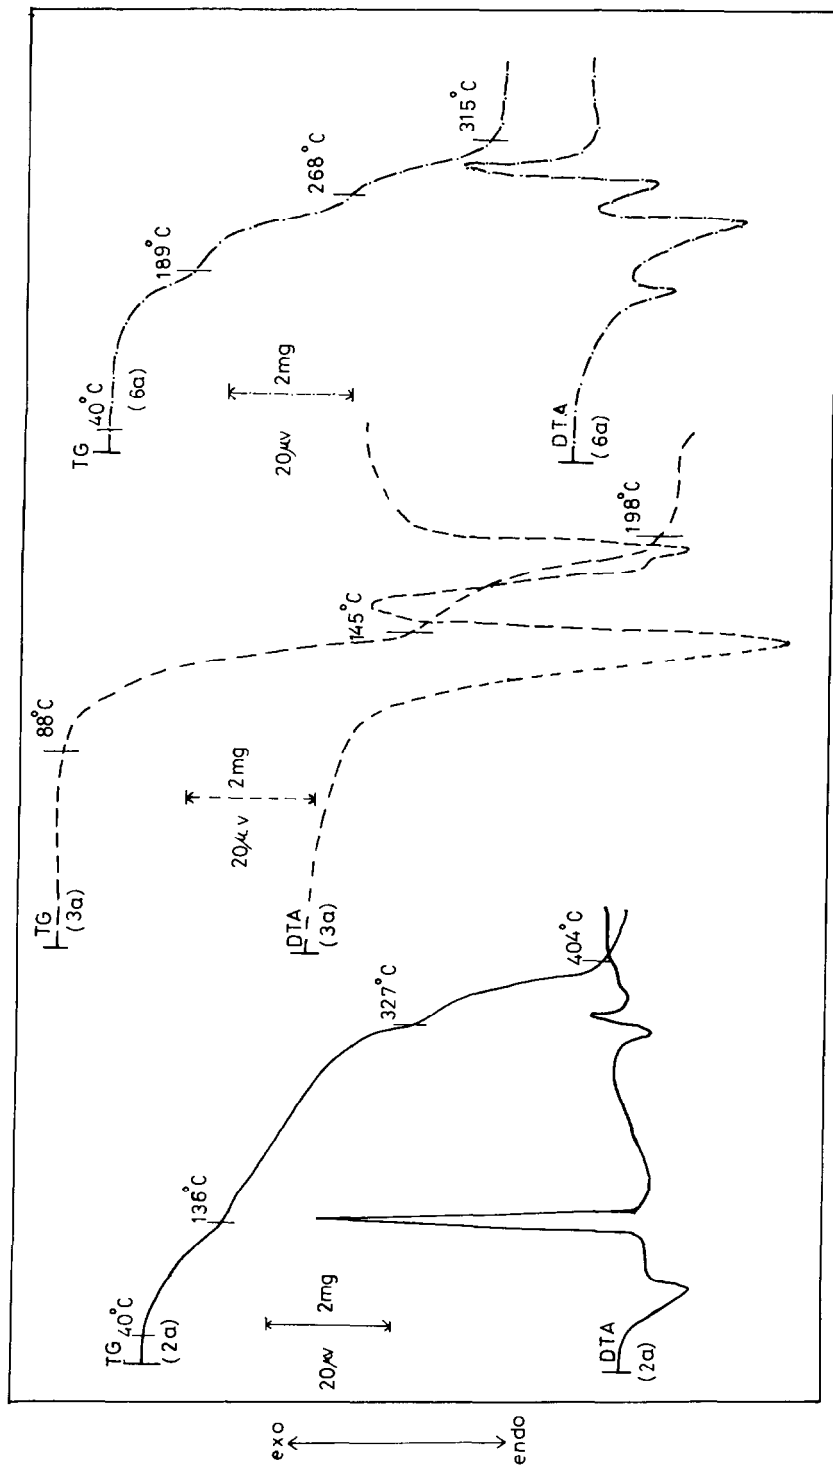 exo
endo
TG
(2a)
40°C
136°C
327°C
404°C
20μv
2mg
DTA
(2a)
TG
(3a)
88°C
145°C
198°C
20μv
2mg
DTA
(3a)
TG
40°C
(6a)
189°C
268°C
315°C
20μv
2mg
DTA
(6a)